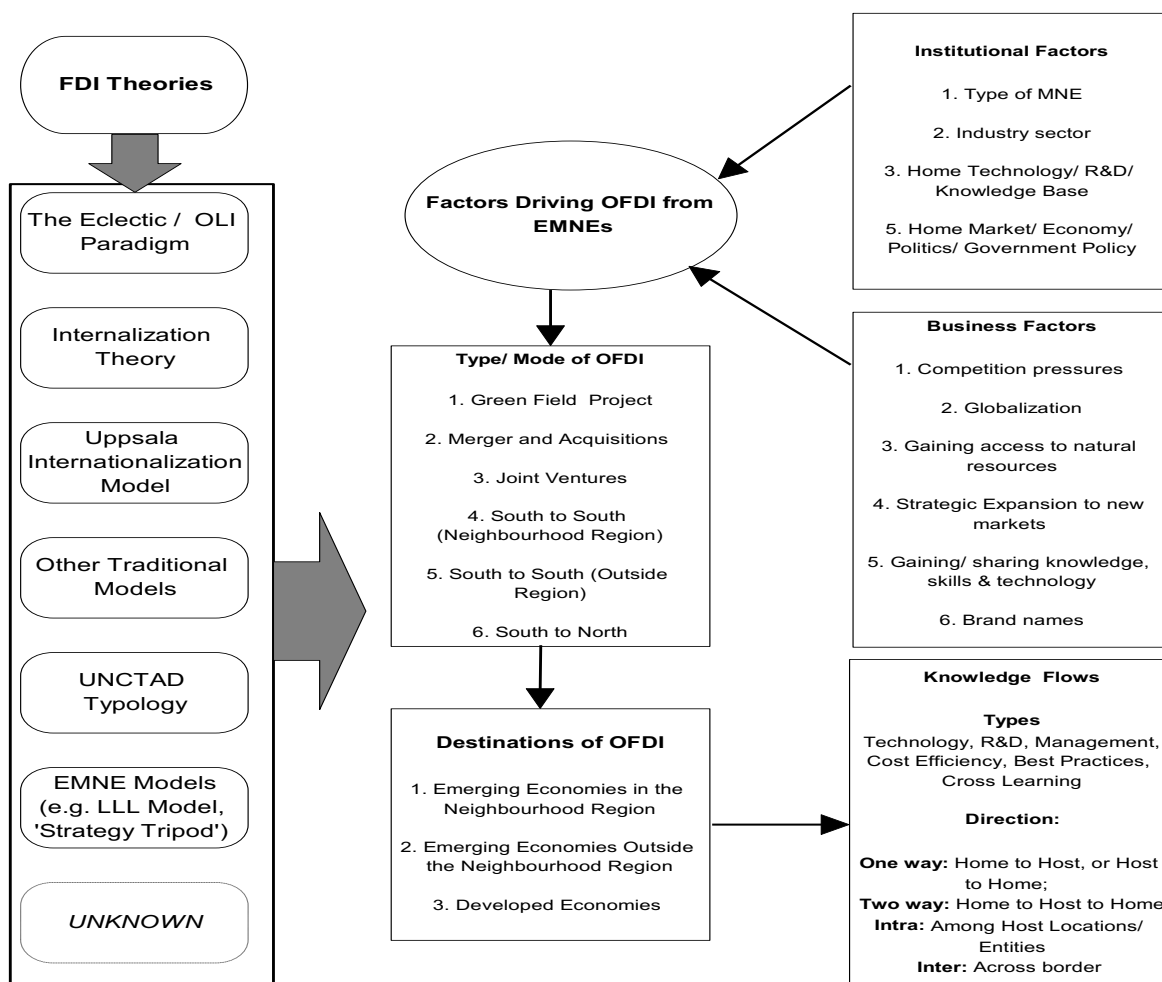 FDI Theories
The Eclectic / OLI
Paradigm
Internalization
Theory
Uppsala
Internationalization
Model
Other Traditional
Models
UNCTAD
Typology
EMNE Models
(e.g. LLL Model,
'Strategy Tripod')
UNKNOWN
Factors Driving OFDI from
EMNEs
Type/ Mode of OFDI
1. Green Field Project
2. Merger and Acquisitions
3. Joint Ventures
4. South to South
(Neighbourhood Region)
5. South to South (Outside
Region)
6. South to North
Destinations of OFDI
1. Emerging Economies in the
Neighbourhood Region
2. Emerging Economies Outside
the Neighbourhood Region
3. Developed Economies
Institutional Factors
1. Type of MNE
2. Industry sector
3. Home Technology/ R&D/
Knowledge Base
5. Home Market/ Economy/
Politics/ Government Policy
Business Factors
1. Competition pressures
2. Globalization
3. Gaining access to natural
resources
4. Strategic Expansion to new
markets
5. Gaining/ sharing knowledge,
skills & technology
6. Brand names
Knowledge Flows
Types
Technology, R&D, Management,
Cost Efficiency, Best Practices,
Cross Learning
Direction:
One way: Home to Host, or Host
to Home;
Two way: Home to Host to Home
Intra: Among Host Locations/
Entities
Inter: Across border